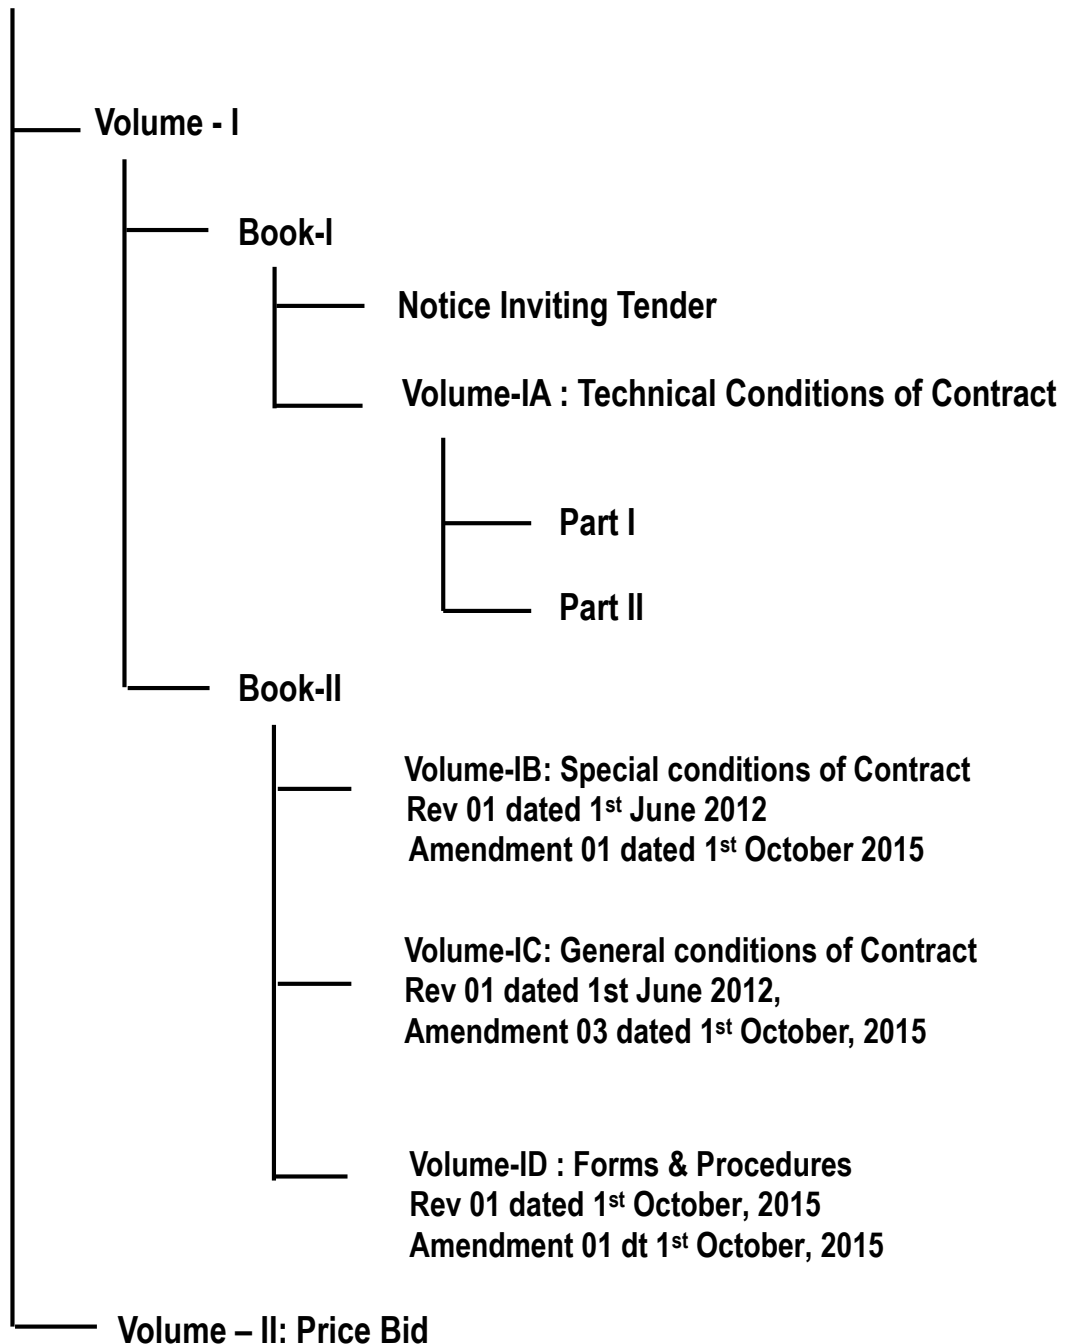 Volume - I
Book-I
Notice Inviting Tender
Volume-IA : Technical Conditions of Contract
Part I
Part II
Book-II
Volume-IB: Special conditions of Contract
Rev 01 dated 1st June 2012
Amendment 01 dated 1st October 2015
Volume-IC: General conditions of Contract
Rev 01 dated 1st June 2012,
Amendment 03 dated 1st October, 2015
Volume-ID : Forms & Procedures
Rev 01 dated 1st October, 2015
Amendment 01 dt 1st October, 2015
Volume – II: Price Bid